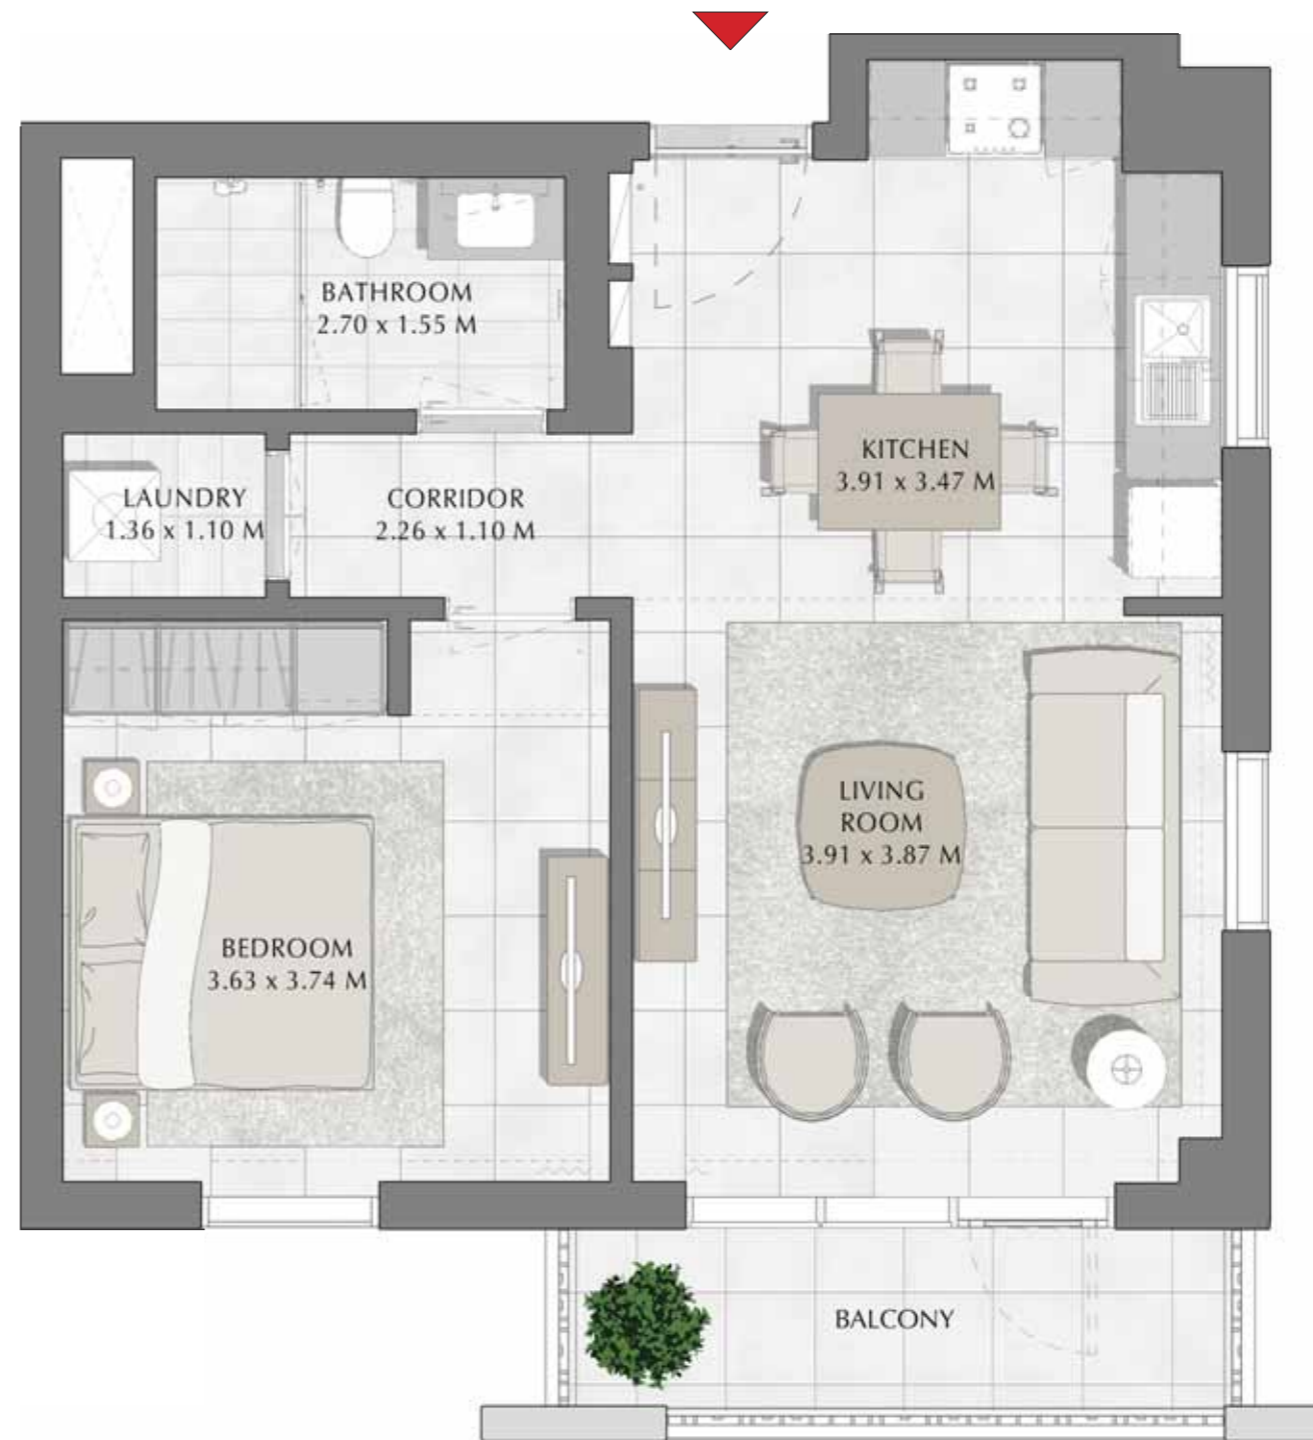 BATHROOM
2.70 x 1.55 M
KITCHEN
3.91 x 3.47 M
LAUNDRY
1.36 x 1.10 M
CORRIDOR
2.26 x 1.10 M
LIVING
ROOM
3.91 x 3.87 M
BEDROOM
3.63 x 3.74 M
BALCONY